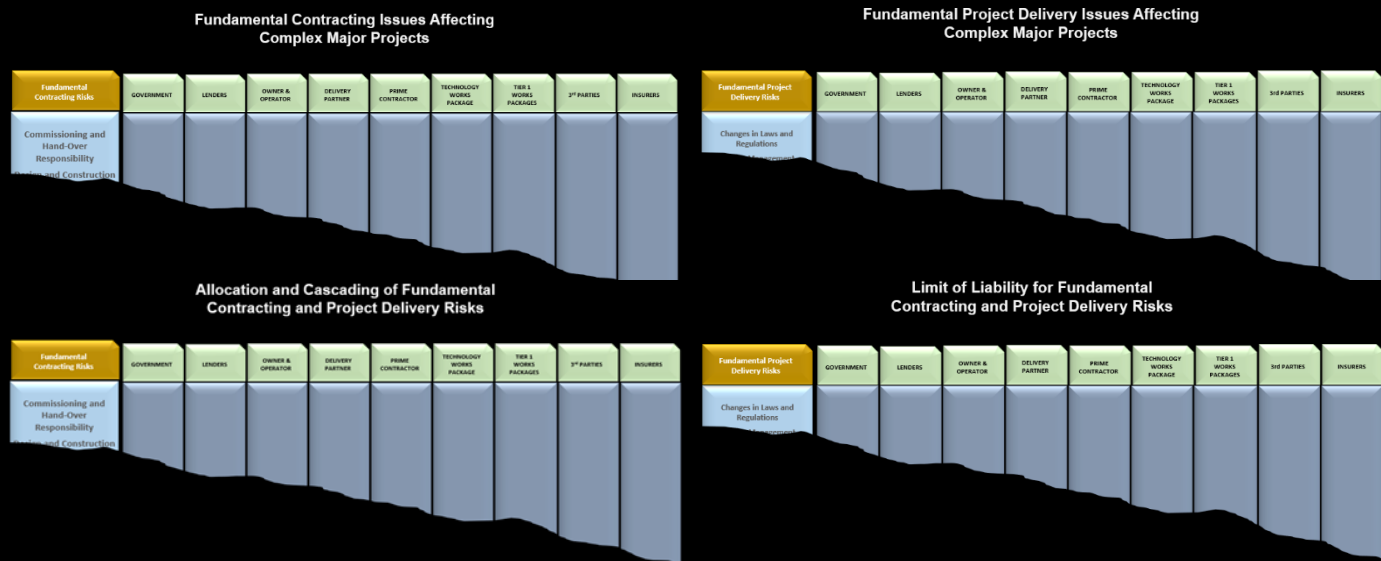 Fundamental Contracting Issues Affecting
Complex Major Projects
Fundamental
Contracting Risks
GOVERNMENT
LENDERS
OWNER &
OPERATOR
DELIVERY
PARTNER
PRIME
CONTRACTOR
TECHNOLOGY
WORKS
PACKAGE
TIER 1
WORKS
PACKAGES
3rd PARTIES
INSURERS
Commissioning and
Hand-Over
Responsibility
Design and Construction
Fundamental Project Delivery Issues Affecting
Complex Major Projects
Fundamental Project
Delivery Risks
GOVERNMENT
LENDERS
OWNER &
OPERATOR
DELIVERY
PARTNER
PRIME
CONTRACTOR
TECHNOLOGY
WORKS
PACKAGE
TIER 1
WORKS
PACKAGES
3rd PARTIES
INSURERS
Changes in Laws and
Regulations
Allocation and Cascading of Fundamental
Contracting and Project Delivery Risks
Fundamental
Contracting Risks
GOVERNMENT
LENDERS
OWNER &
OPERATOR
DELIVERY
PARTNER
PRIME
CONTRACTOR
TECHNOLOGY
WORKS
PACKAGE
TIER 1
WORKS
PACKAGES
3rd PARTIES
INSURERS
Commissioning and
Hand-Over
Responsibility
Design and Construction
Limit of Liability for Fundamental
Contracting and Project Delivery Risks
Fundamental Project
Delivery Risks
GOVERNMENT
LENDERS
OWNER &
OPERATOR
DELIVERY
PARTNER
PRIME
CONTRACTOR
TECHNOLOGY
WORKS
PACKAGE
TIER 1
WORKS
PACKAGES
3rd PARTIES
INSURERS
Changes in Laws and
Regulations